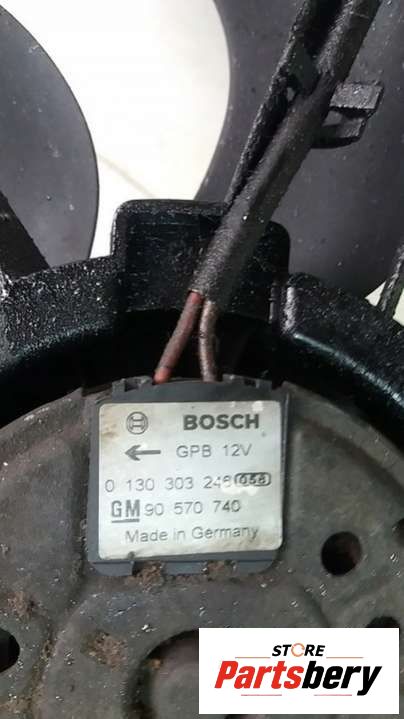 BOSCH
GPB 12V
0 130 303 248 058
GM 90 570 740
Made in Germany
STORE
Partsbery